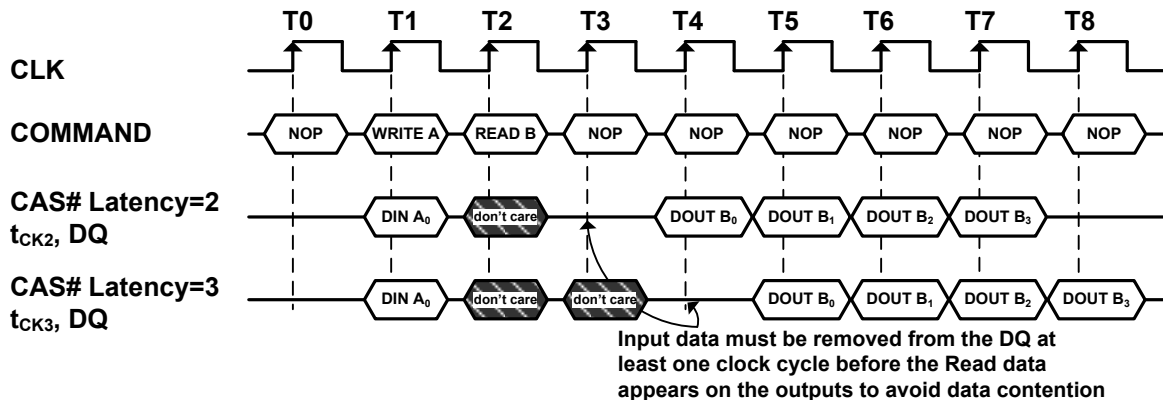 T0 T1 T2 T3 T4 T5 T6 T7 T8
CLK
COMMAND NOP WRITE A READ B NOP NOP NOP NOP NOP NOP
CAS# Latency=2
tCK2, DQ
DIN A0 don't care DOUT B0 DOUT B1 DOUT B2 DOUT B3
CAS# Latency=3
tCK3, DQ
DIN A0 don't care don't care DOUT B0 DOUT B1 DOUT B2 DOUT B3
Input data must be removed from the DQ at
least one clock cycle before the Read data
appears on the outputs to avoid data contention